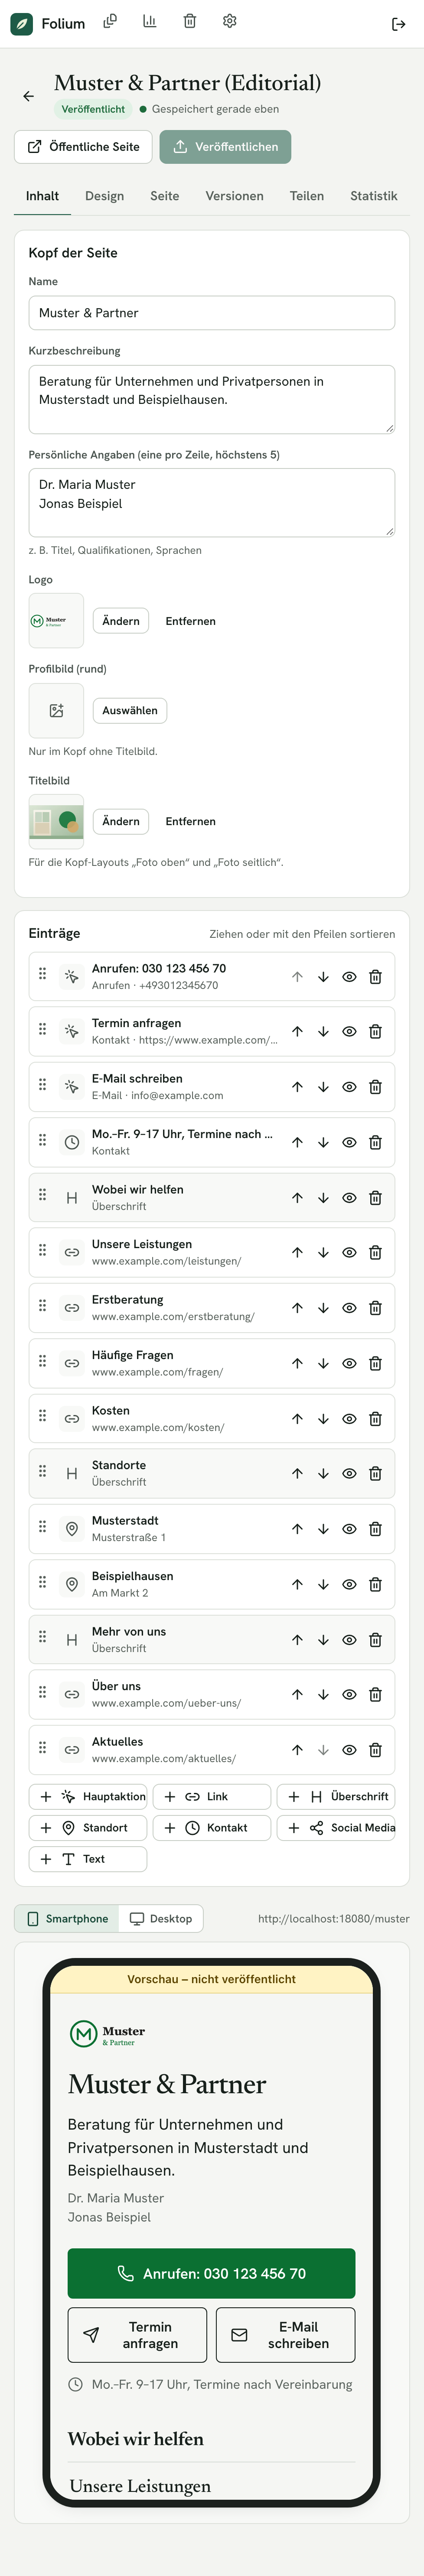 Folium
Muster & Partner (Editorial)
Veröffentlicht
Gespeichert gerade eben
Öffentliche Seite
Veröffentlichen
Inhalt
Design
Seite
Versionen
Teilen
Statistik
Kopf der Seite
Name
Muster & Partner
Kurzbeschreibung
Beratung für Unternehmen und Privatpersonen in
Musterstadt und Beispielhausen.
Persönliche Angaben (eine pro Zeile, höchstens 5)
Dr. Maria Muster
Jonas Beispiel
z. B. Titel, Qualifikationen, Sprachen
Logo
Muster
& Partner
Ändern
Entfernen
Profilbild (rund)
Auswählen
Nur im Kopf ohne Titelbild.
Titelbild
Ändern
Entfernen
Für die Kopf-Layouts „Foto oben“ und „Foto seitlich“.
Einträge
Ziehen oder mit den Pfeilen sortieren
Anrufen: 030 123 456 70
Anrufen · +493012345670
Termin anfragen
Kontakt · https://www.example.com/...
E-Mail schreiben
E-Mail · info@example.com
Mo.–Fr. 9–17 Uhr, Termine nach ...
Kontakt
Wobei wir helfen
Überschrift
Unsere Leistungen
www.example.com/leistungen/
Erstberatung
www.example.com/erstberatung/
Häufige Fragen
www.example.com/fragen/
Kosten
www.example.com/kosten/
Standorte
Überschrift
Musterstadt
Musterstraße 1
Beispielhausen
Am Markt 2
Mehr von uns
Überschrift
Über uns
www.example.com/ueber-uns/
Aktuelles
www.example.com/aktuelles/
Hauptaktion
Link
Überschrift
Standort
Kontakt
Social Media
Text
Smartphone
Desktop
http://localhost:18080/muster
Vorschau – nicht veröffentlicht
Muster
& Partner
Muster & Partner
Beratung für Unternehmen und
Privatpersonen in Musterstadt und
Beispielhausen.
Dr. Maria Muster
Jonas Beispiel
Anrufen: 030 123 456 70
Termin
anfragen
E-Mail
schreiben
Mo.–Fr. 9–17 Uhr, Termine nach Vereinbarung
Wobei wir helfen
Unsere Leistungen